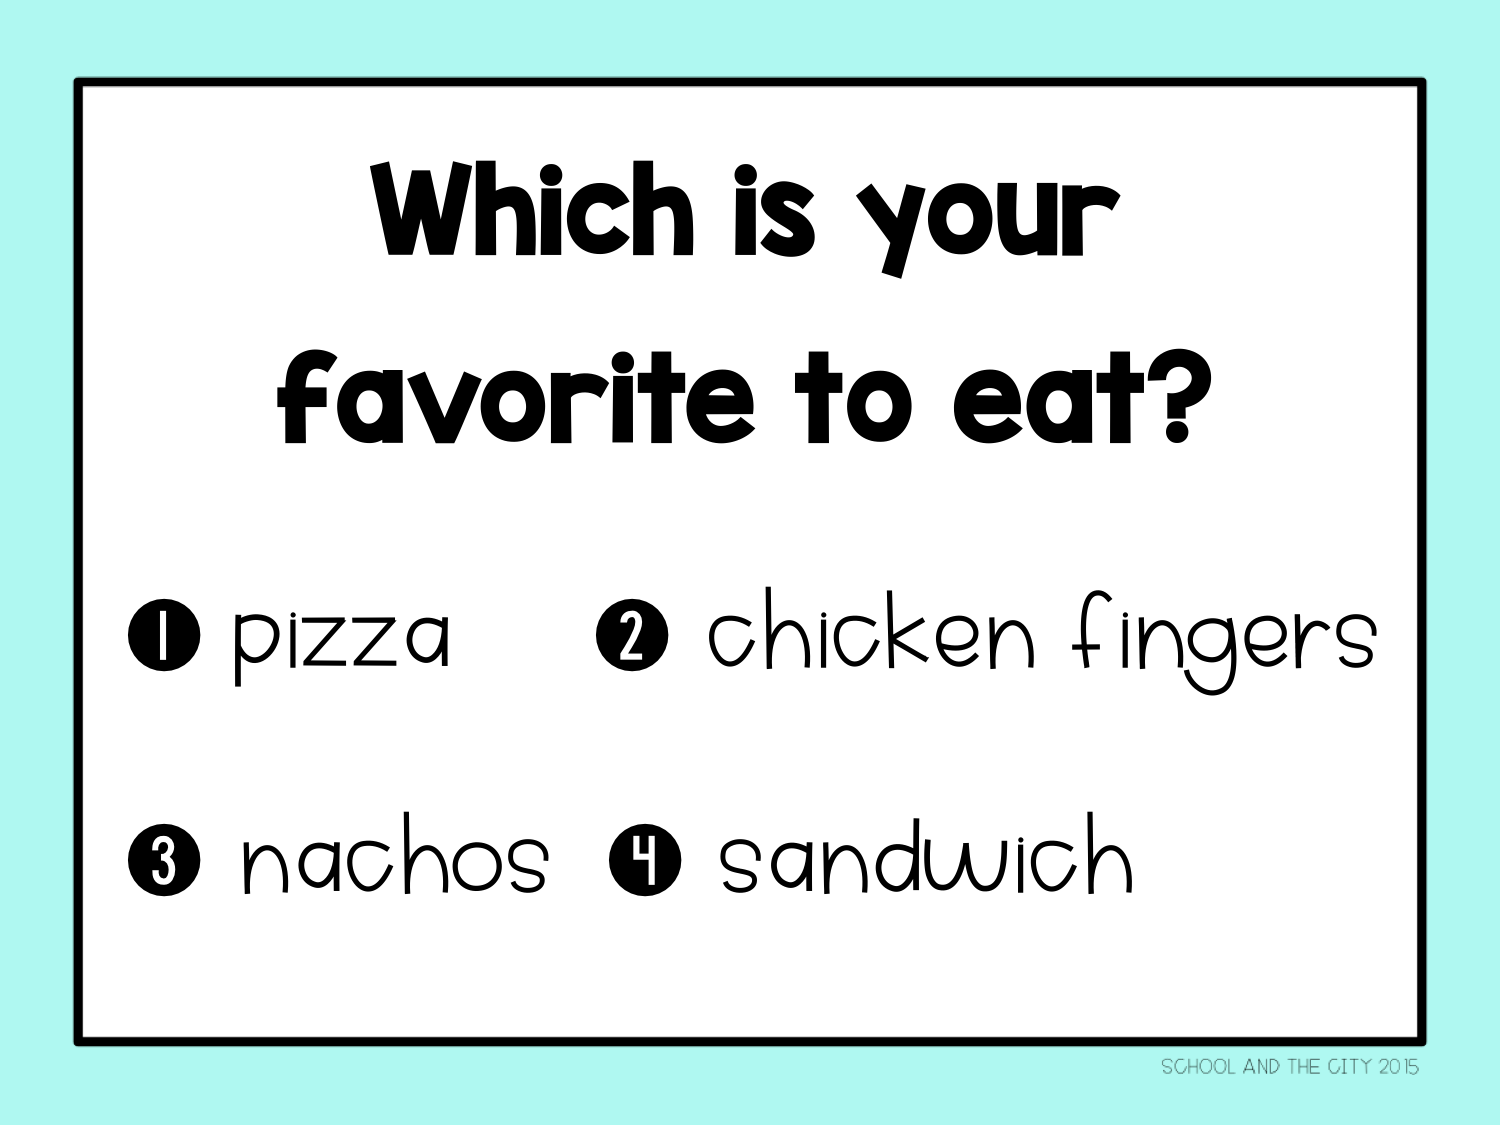 Which is your
favorite to eat?
1 pizza 2 chicken fingers
3 nachos 4 sandwich
SCHOOL AND THE CITY 2015